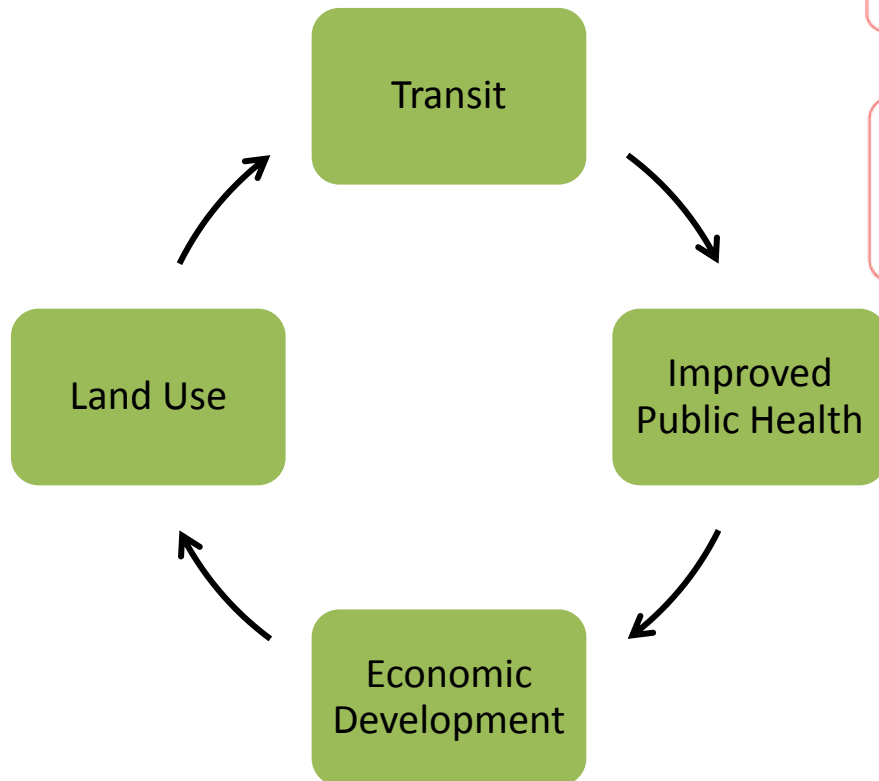 Transit
Land Use
Improved
Public Health
Economic
Development